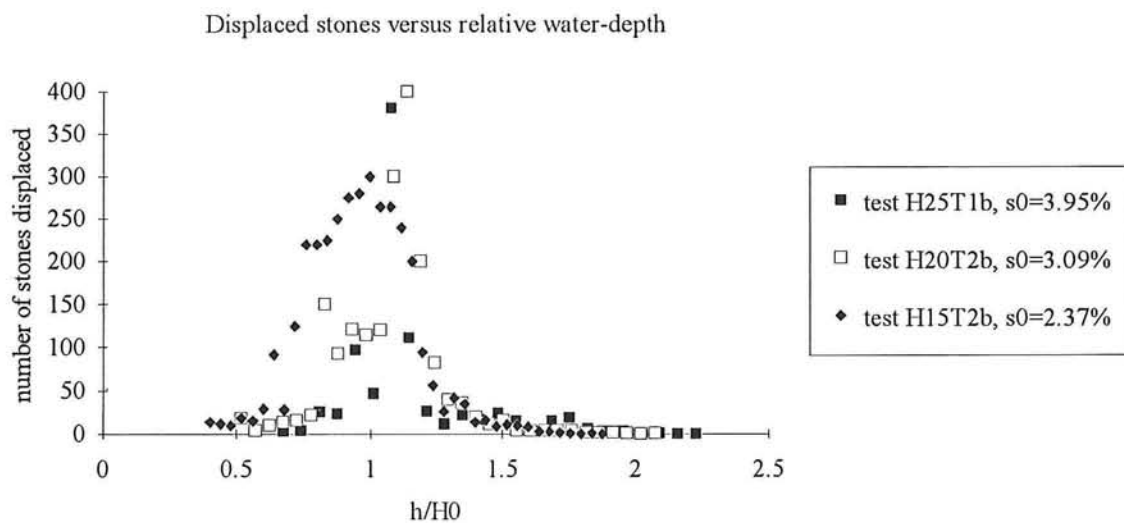 Displaced stones versus relative water-depth
number of stones displaced
400
350
300
250
200
150
100
50
0
0
0.5
1
1.5
2
2.5
h/H0
test H25T1b, s0=3.95%
test H20T2b, s0=3.09%
test H15T2b, s0=2.37%